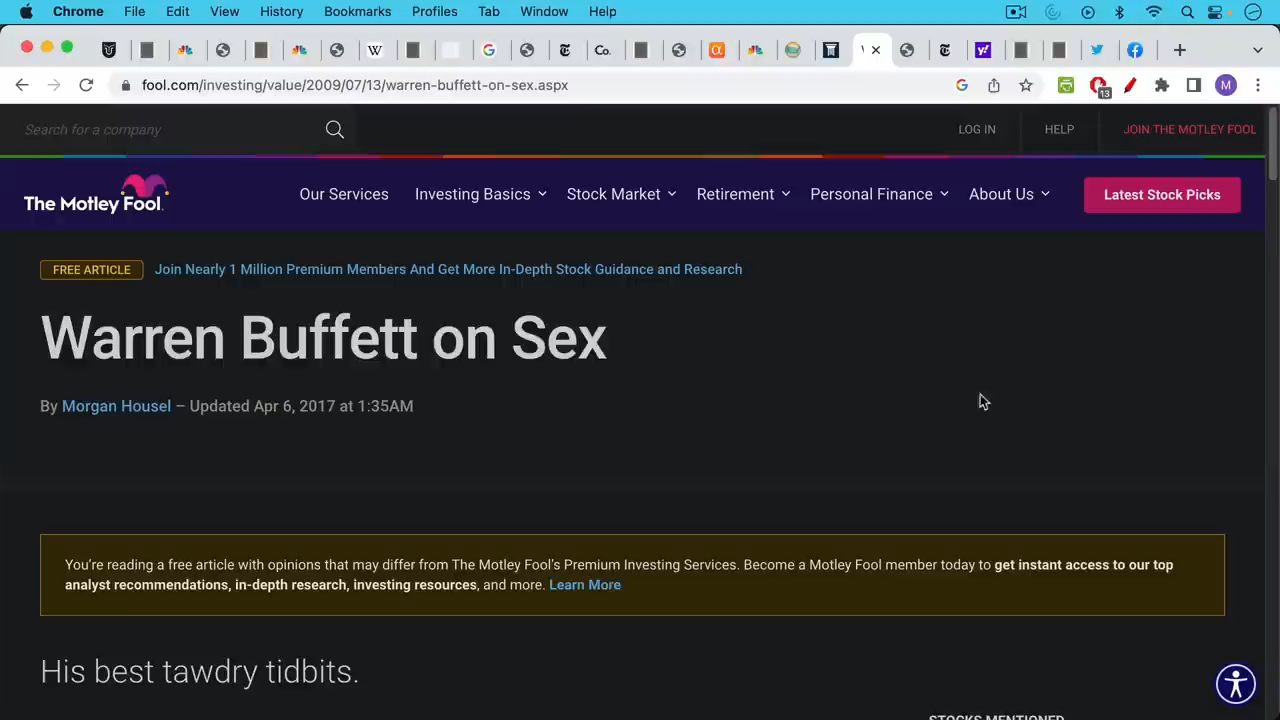 Chrome File Edit View History Bookmarks Profiles Tab Window Help
W G Co. a y!
fool.com/investing/value/2009/07/13/warren-buffett-on-sex.aspx G 13 M
Search for a company LOG IN HELP JOIN THE MOTLEY FOOL
The Motley Fool. Our Services Investing Basics Stock Market Retirement Personal Finance About Us Latest Stock Picks
FREE ARTICLE Join Nearly 1 Million Premium Members And Get More In-Depth Stock Guidance and Research
Warren Buffett on Sex
By Morgan Housel – Updated Apr 6, 2017 at 1:35AM
You're reading a free article with opinions that may differ from The Motley Fool's Premium Investing Services. Become a Motley Fool member today to get instant access to our top
analyst recommendations, in-depth research, investing resources, and more. Learn More
His best tawdry tidbits.
STOCKS MENTIONED